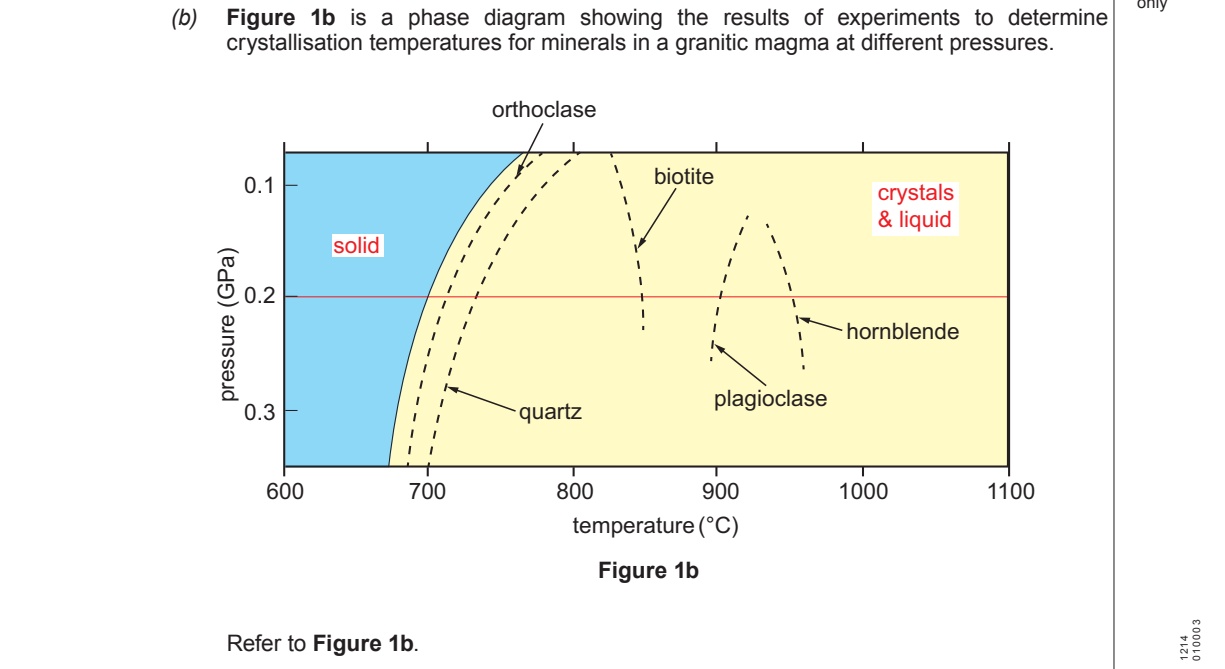 only
(b) Figure 1b is a phase diagram showing the results of experiments to determine
crystallisation temperatures for minerals in a granitic magma at different pressures.
orthoclase
biotite
0.1
crystals
& liquid
solid
pressure (GPa)
0.2
hornblende
plagioclase
0.3
quartz
600 700 800 900 1000 1100
temperature (°C)
Figure 1b
Refer to Figure 1b.
1214
010003